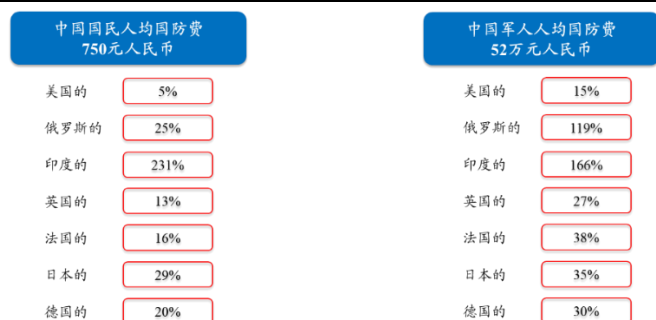 中国国民人均国防费
750元人民币
美国的 5%
俄罗斯的 25%
印度的 231%
英国的 13%
法国的 16%
日本的 29%
德国的 20%
中国军人人均国防费
52万元人民币
美国的 15%
俄罗斯的 119%
印度的 166%
英国的 27%
法国的 38%
日本的 35%
德国的 30%